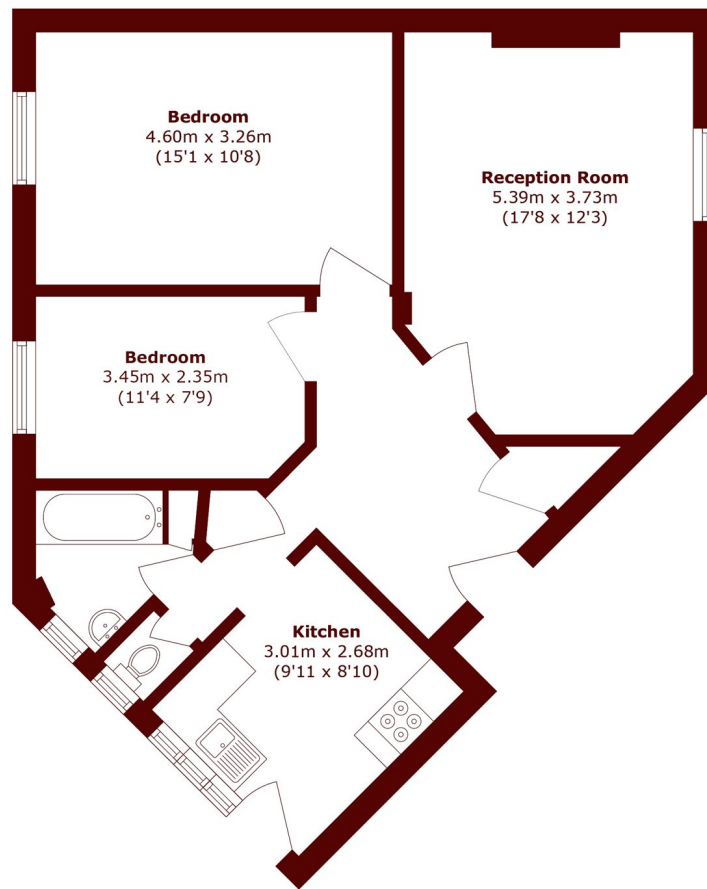 Bedroom
4.60m x 3.26m
(15'1 x 10'8)
Reception Room
5.39m x 3.73m
(17'8 x 12'3)
Bedroom
3.45m x 2.35m
(11'4 x 7'9)
Kitchen
3.01m x 2.68m
(9'11 x 8'10)